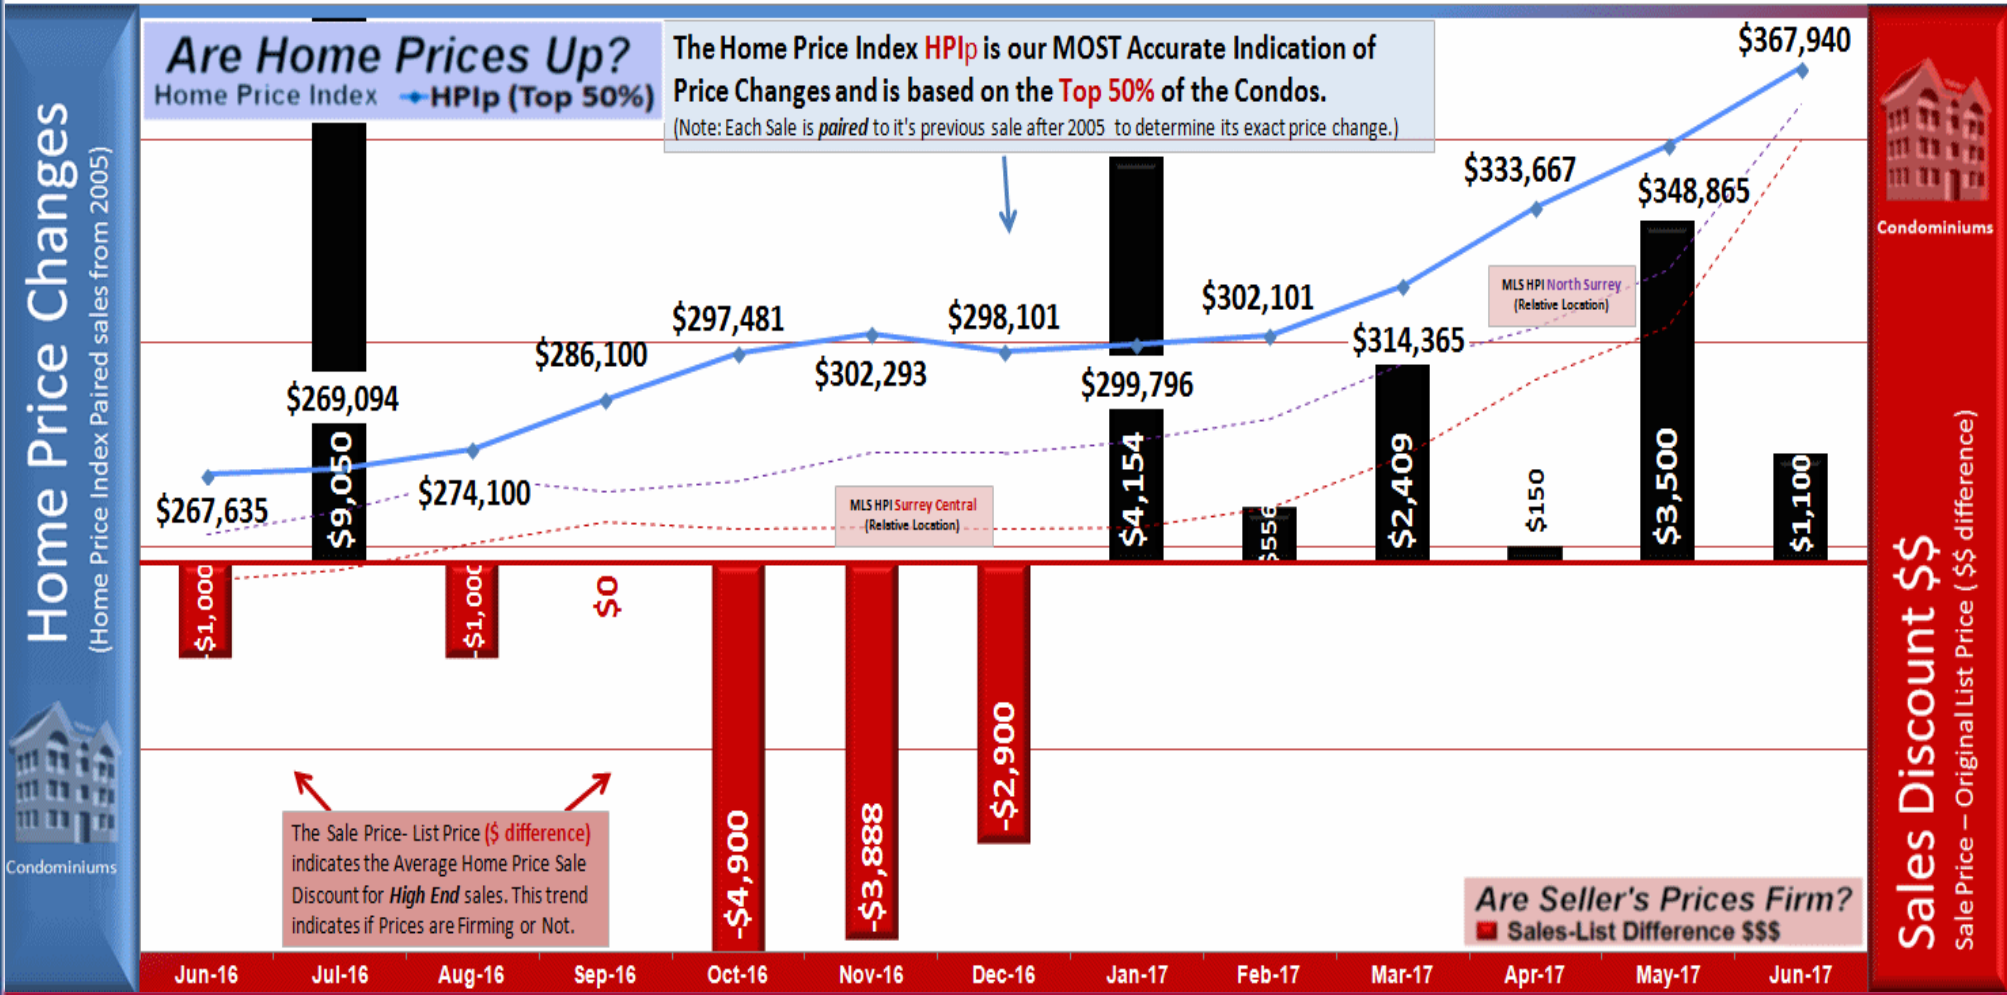 Home Price Changes
(Home Price Index Paired sales from 2005)
Condominiums
Are Home Prices Up?
Home Price Index HPIp (Top 50%)
The Home Price Index HPIp is our MOST Accurate Indication of
Price Changes and is based on the Top 50% of the Condos.
(Note: Each Sale is paired to it's previous sale after 2005 to determine its exact price change.)
$267,635
$269,094
$274,100
$286,100
$297,481
$302,293
$298,101
$299,796
$302,101
$314,365
$333,667
$348,865
$367,940
MLS HPI North Surrey
(Relative Location)
MLS HPI Surrey Central
(Relative Location)
-$1,000
$9,050
-$1,000
$0
-$4,900
-$3,888
-$2,900
$4,154
$556
$2,409
$150
$3,500
$1,100
The Sale Price- List Price ($ difference)
indicates the Average Home Price Sale
Discount for High End sales. This trend
indicates if Prices are Firming or Not.
Are Seller's Prices Firm?
Sales-List Difference $$$
Jun-16 Jul-16 Aug-16 Sep-16 Oct-16 Nov-16 Dec-16 Jan-17 Feb-17 Mar-17 Apr-17 May-17 Jun-17
Condominiums
Sales Discount $$
Sale Price – Original List Price ( $$ difference)